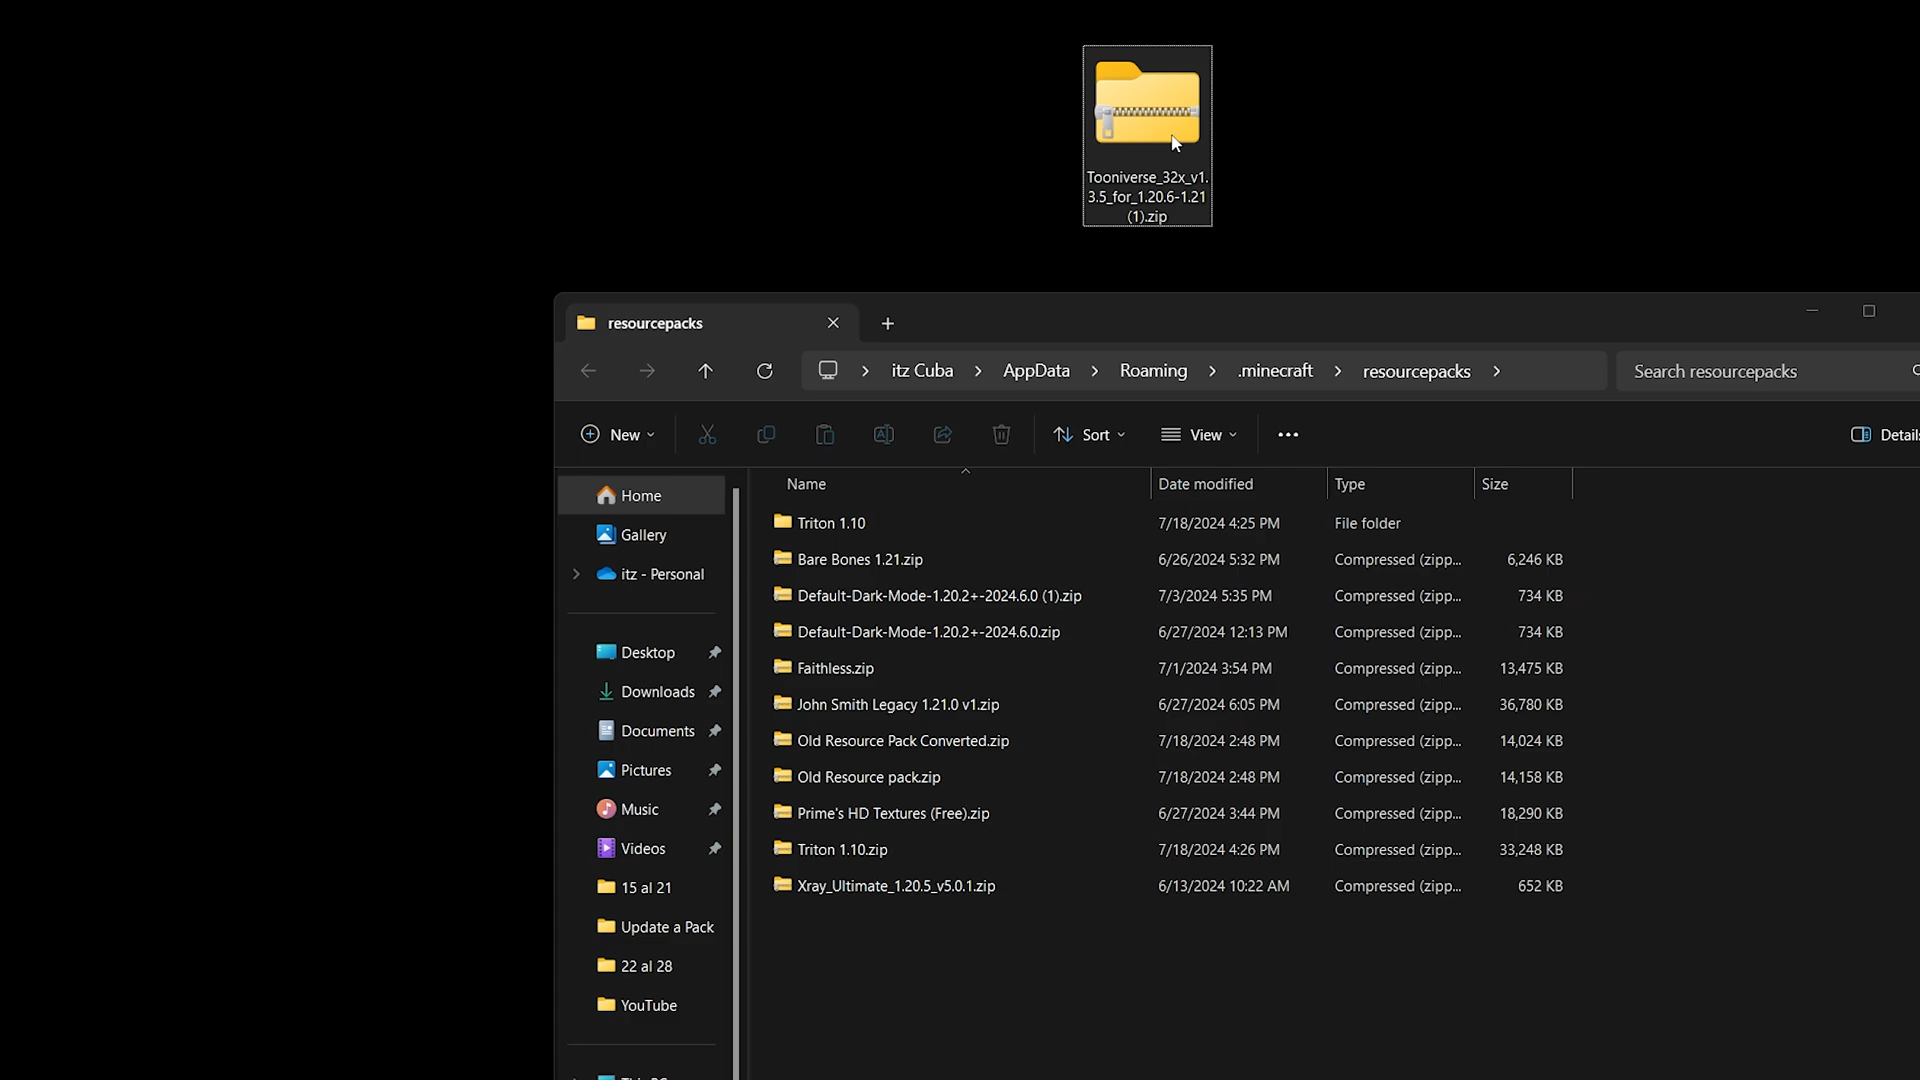 Tooniverse_32x_v1.
3.5_for_1.20.6-1.21
(1).zip
resourcepacks
itz Cuba > AppData > Roaming > .minecraft > resourcepacks >
Search resourcepacks
New
Sort
View
Details
Home
Gallery
itz - Personal
Desktop
Downloads
Documents
Pictures
Music
Videos
15 al 21
Update a Pack
22 al 28
YouTube
Name Date modified Type Size
Triton 1.10 7/18/2024 4:25 PM File folder
Bare Bones 1.21.zip 6/26/2024 5:32 PM Compressed (zipp... 6,246 KB
Default-Dark-Mode-1.20.2+-2024.6.0 (1).zip 7/3/2024 5:35 PM Compressed (zipp... 734 KB
Default-Dark-Mode-1.20.2+-2024.6.0.zip 6/27/2024 12:13 PM Compressed (zipp... 734 KB
Faithless.zip 7/1/2024 3:54 PM Compressed (zipp... 13,475 KB
John Smith Legacy 1.21.0 v1.zip 6/27/2024 6:05 PM Compressed (zipp... 36,780 KB
Old Resource Pack Converted.zip 7/18/2024 2:48 PM Compressed (zipp... 14,024 KB
Old Resource pack.zip 7/18/2024 2:48 PM Compressed (zipp... 14,158 KB
Prime's HD Textures (Free).zip 6/27/2024 3:44 PM Compressed (zipp... 18,290 KB
Triton 1.10.zip 7/18/2024 4:26 PM Compressed (zipp... 33,248 KB
Xray_Ultimate_1.20.5_v5.0.1.zip 6/13/2024 10:22 AM Compressed (zipp... 652 KB